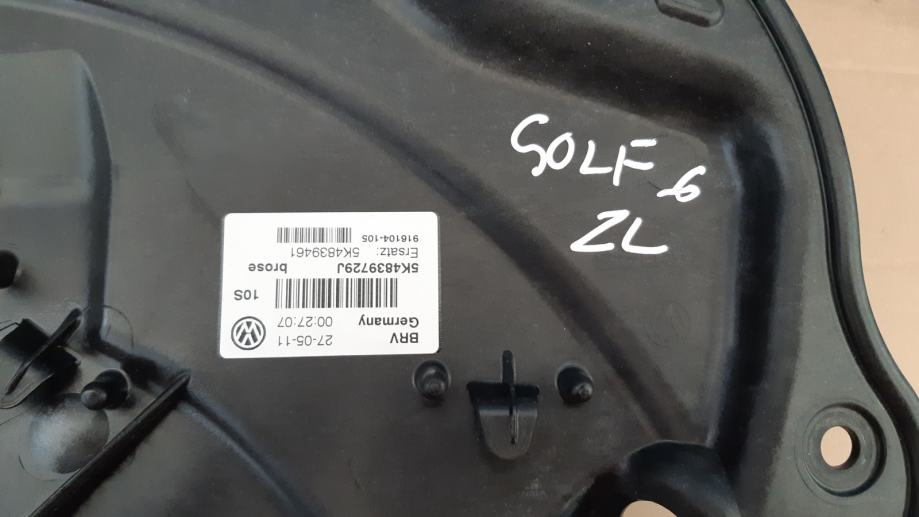 GOLF -6
ZL
BRV 27-05-11
Germany 00:27:07
10S
5K4839729J brose
Ersatz: 5K4839461
916104-105